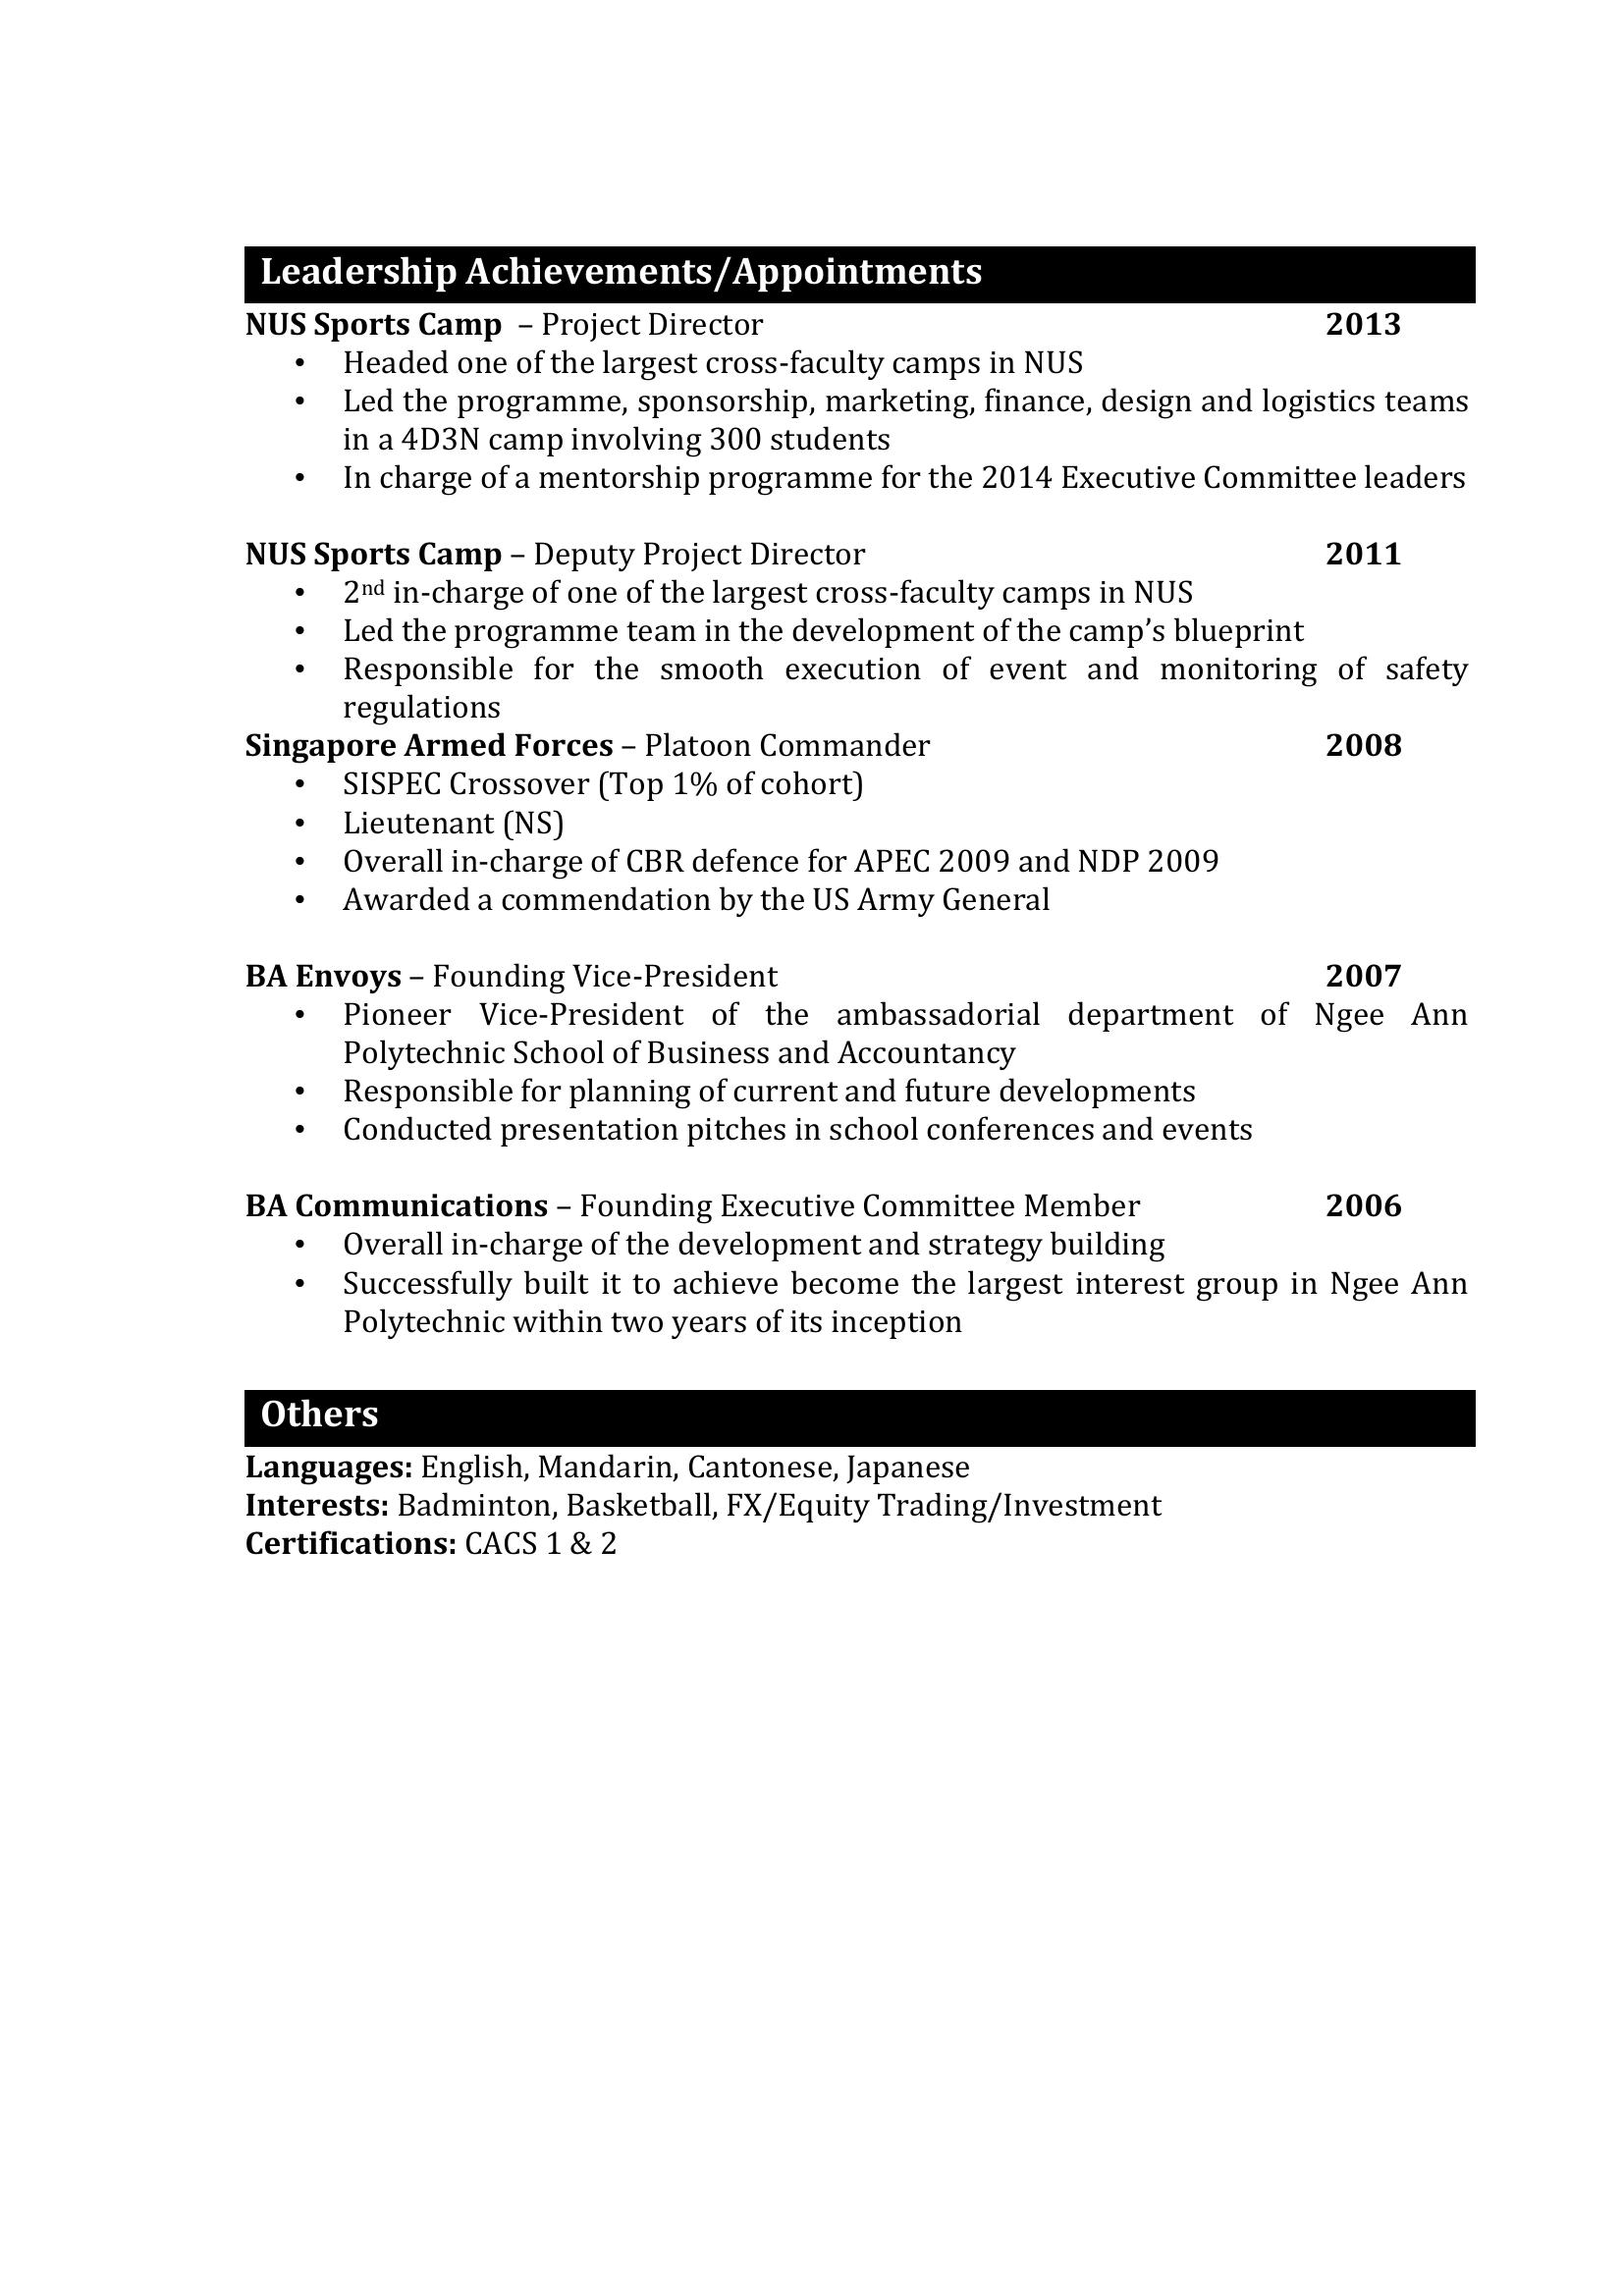 Leadership Achievements/Appointments
NUS Sports Camp – Project Director 2013
• Headed one of the largest cross-faculty camps in NUS
• Led the programme, sponsorship, marketing, finance, design and logistics teams
in a 4D3N camp involving 300 students
• In charge of a mentorship programme for the 2014 Executive Committee leaders
NUS Sports Camp – Deputy Project Director 2011
• 2nd in-charge of one of the largest cross-faculty camps in NUS
• Led the programme team in the development of the camp’s blueprint
• Responsible for the smooth execution of event and monitoring of safety
regulations
Singapore Armed Forces – Platoon Commander 2008
• SISPEC Crossover (Top 1% of cohort)
• Lieutenant (NS)
• Overall in-charge of CBR defence for APEC 2009 and NDP 2009
• Awarded a commendation by the US Army General
BA Envoys – Founding Vice-President 2007
• Pioneer Vice-President of the ambassadorial department of Ngee Ann
Polytechnic School of Business and Accountancy
• Responsible for planning of current and future developments
• Conducted presentation pitches in school conferences and events
BA Communications – Founding Executive Committee Member 2006
• Overall in-charge of the development and strategy building
• Successfully built it to achieve become the largest interest group in Ngee Ann
Polytechnic within two years of its inception
Others
Languages: English, Mandarin, Cantonese, Japanese
Interests: Badminton, Basketball, FX/Equity Trading/Investment
Certifications: CACS 1 & 2